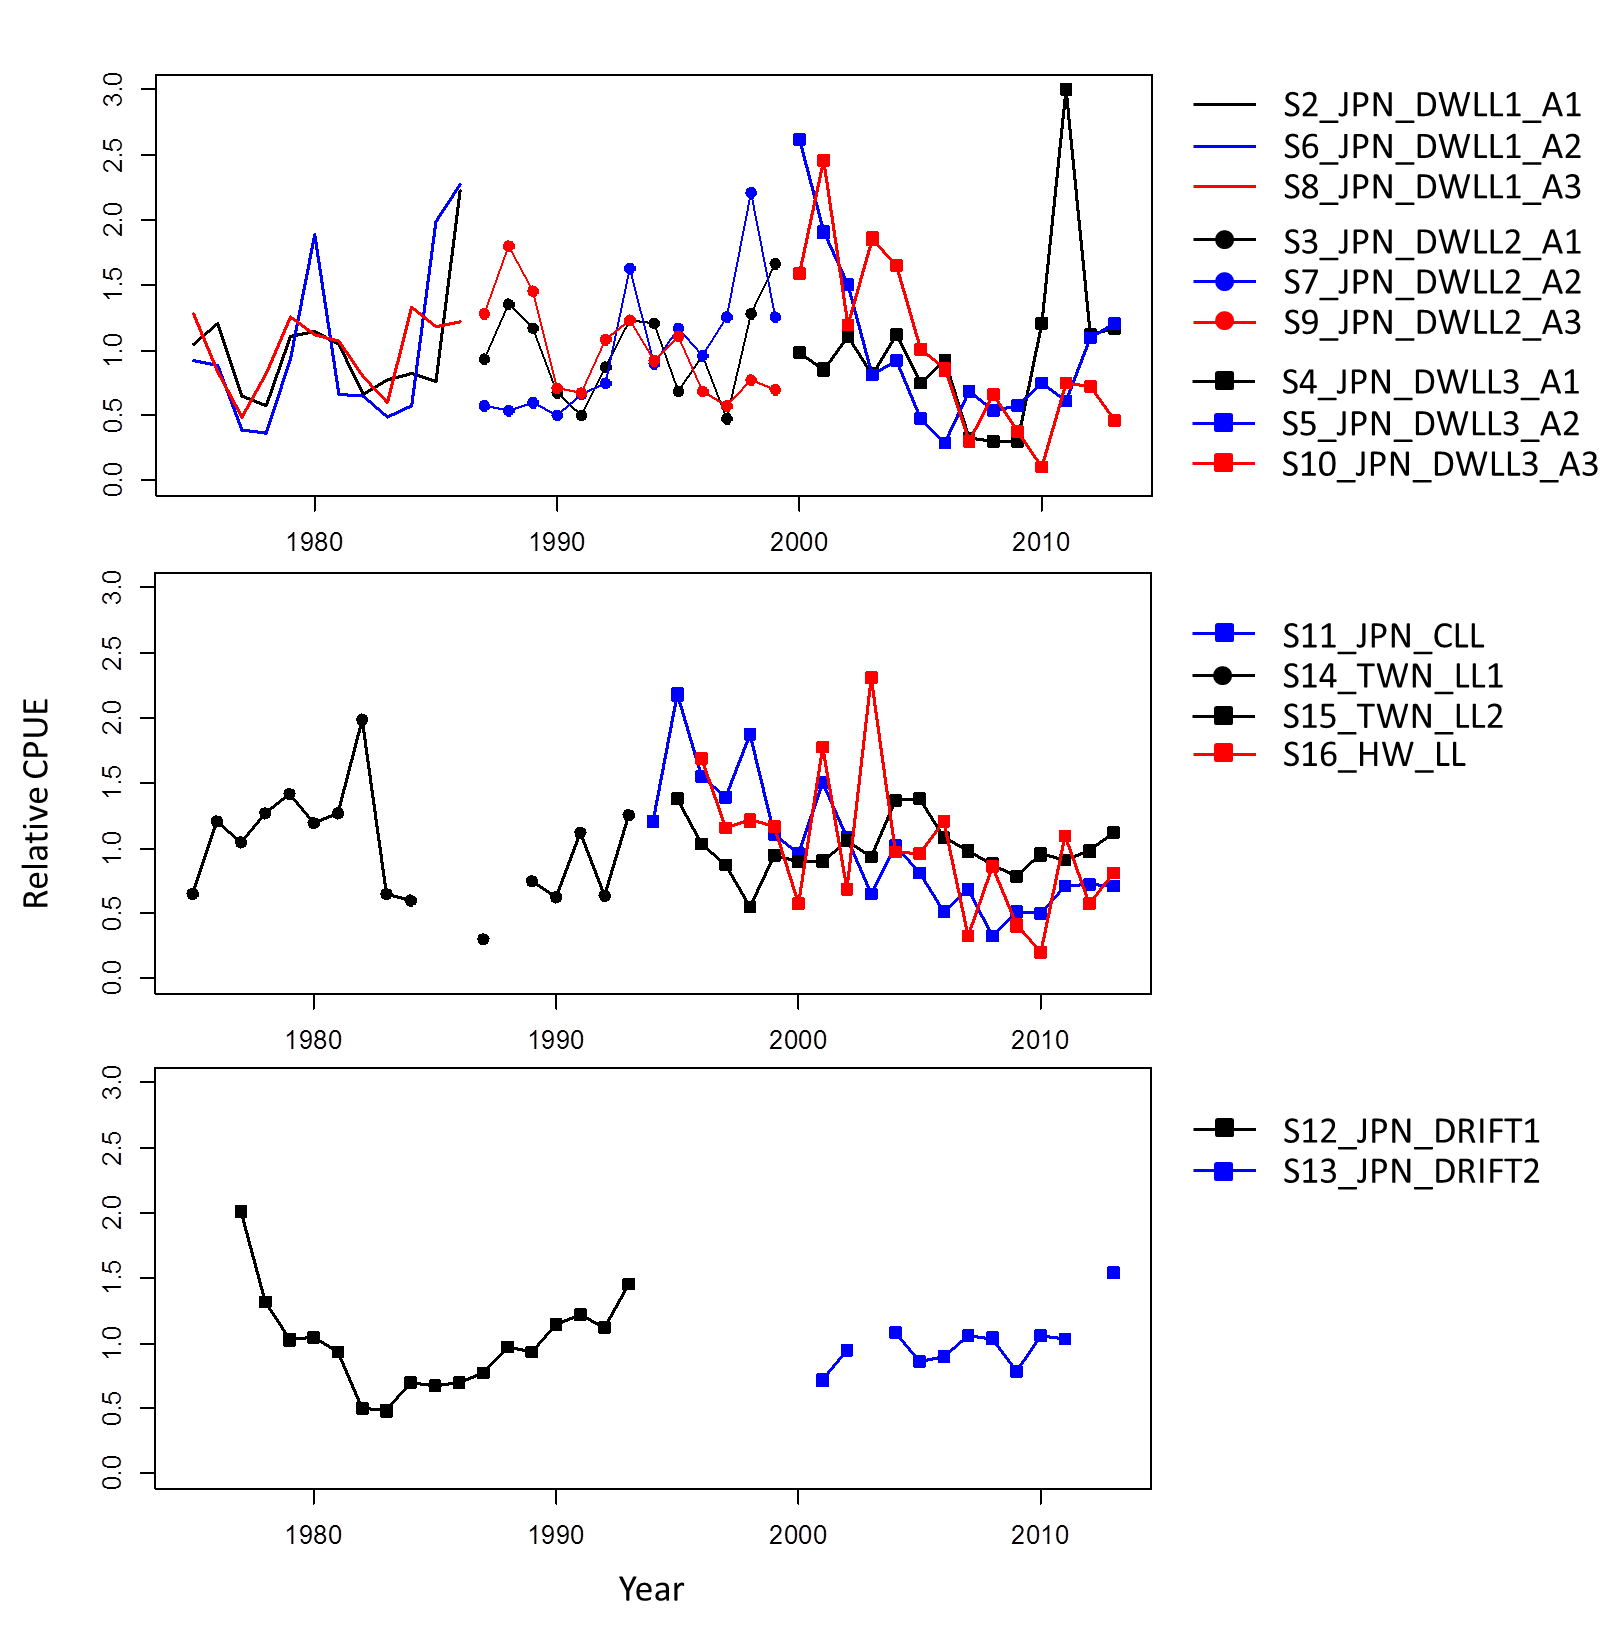 3.0
2.5
2.0
1.5
1.0
0.5
0.0
1980 1990 2000 2010
S2_JPN_DWLL1_A1
S6_JPN_DWLL1_A2
S8_JPN_DWLL1_A3
S3_JPN_DWLL2_A1
S7_JPN_DWLL2_A2
S9_JPN_DWLL2_A3
S4_JPN_DWLL3_A1
S5_JPN_DWLL3_A2
S10_JPN_DWLL3_A3
Relative CPUE
3.0
2.5
2.0
1.5
1.0
0.5
0.0
1980 1990 2000 2010
S11_JPN_CLL
S14_TWN_LL1
S15_TWN_LL2
S16_HW_LL
3.0
2.5
2.0
1.5
1.0
0.5
0.0
1980 1990 2000 2010
S12_JPN_DRIFT1
S13_JPN_DRIFT2
Year